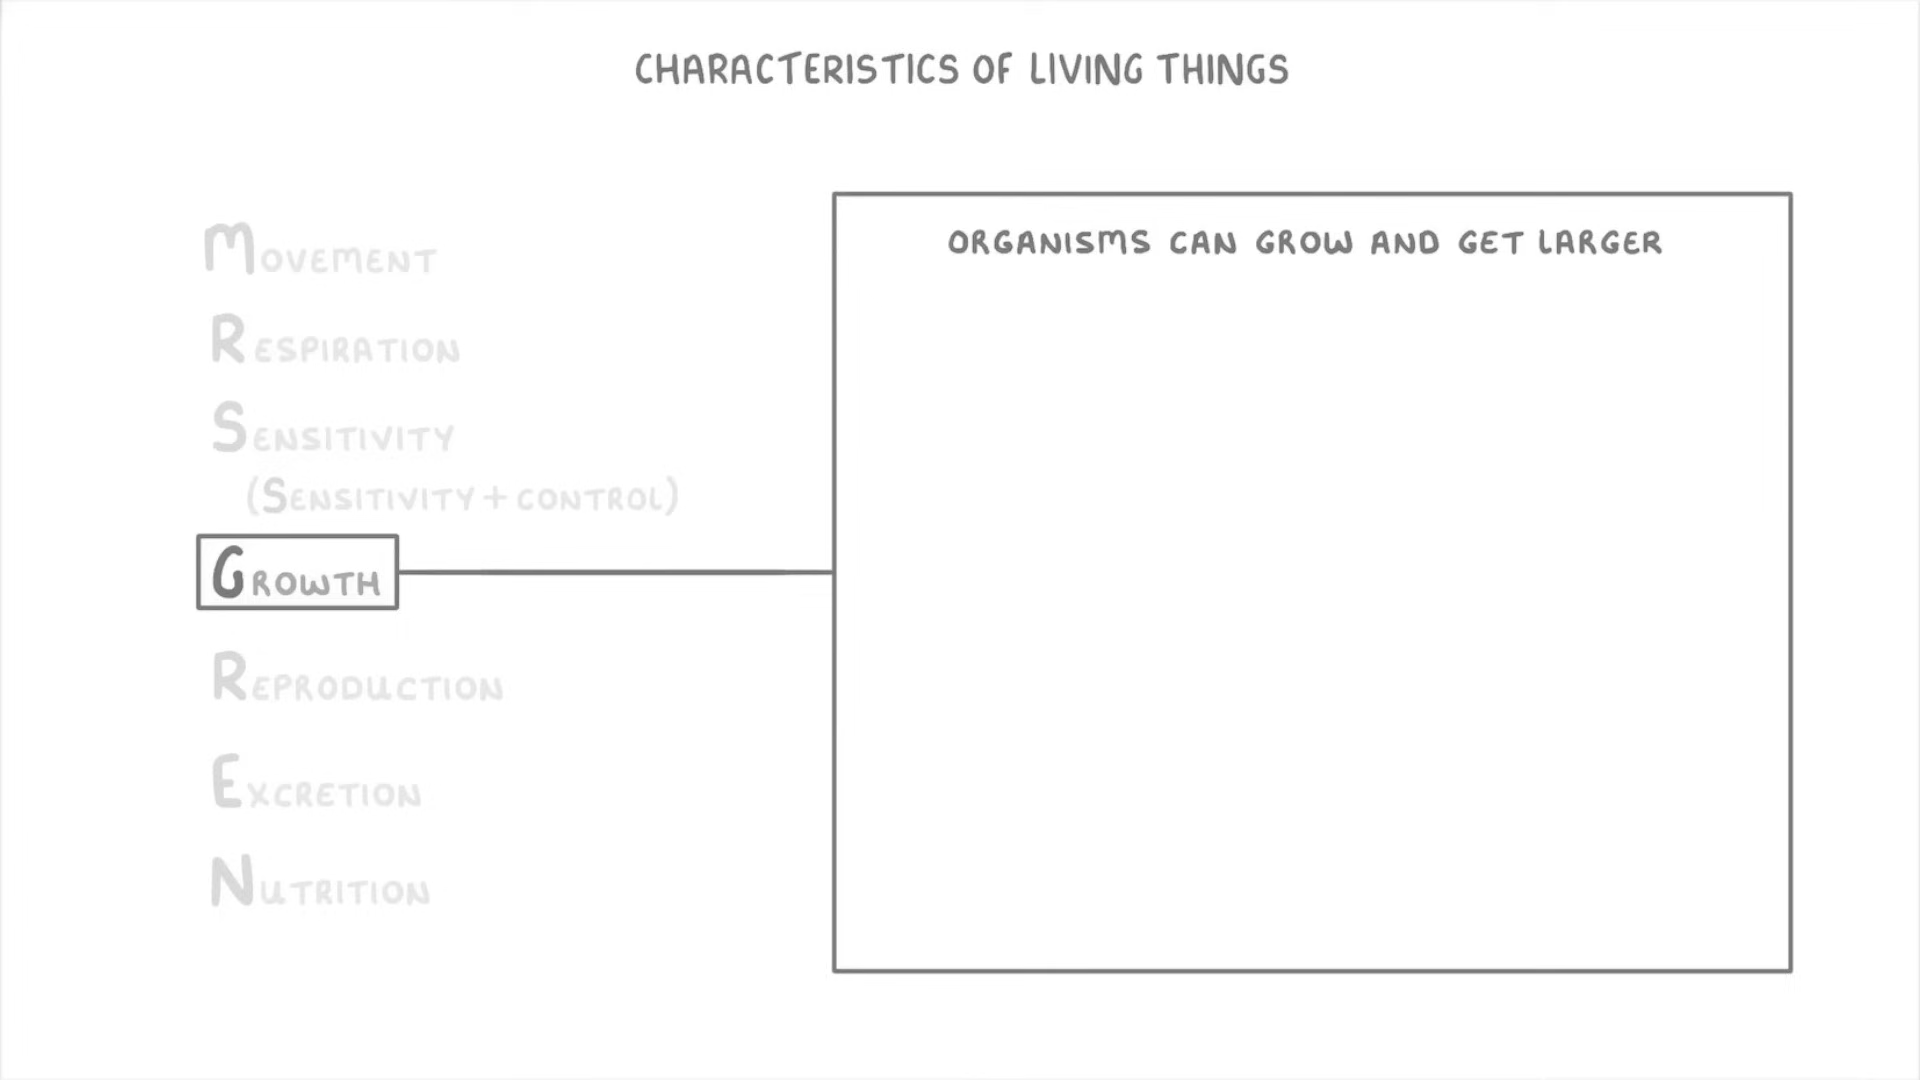 CHARACTERISTICS OF LIVING THINGS
MOVEMENT
RESPIRATION
SENSITIVITY
(SENSITIVITY + CONTROL)
GROWTH
REPRODUCTION
EXCRETION
NUTRITION
ORGANISMS CAN GROW AND GET LARGER